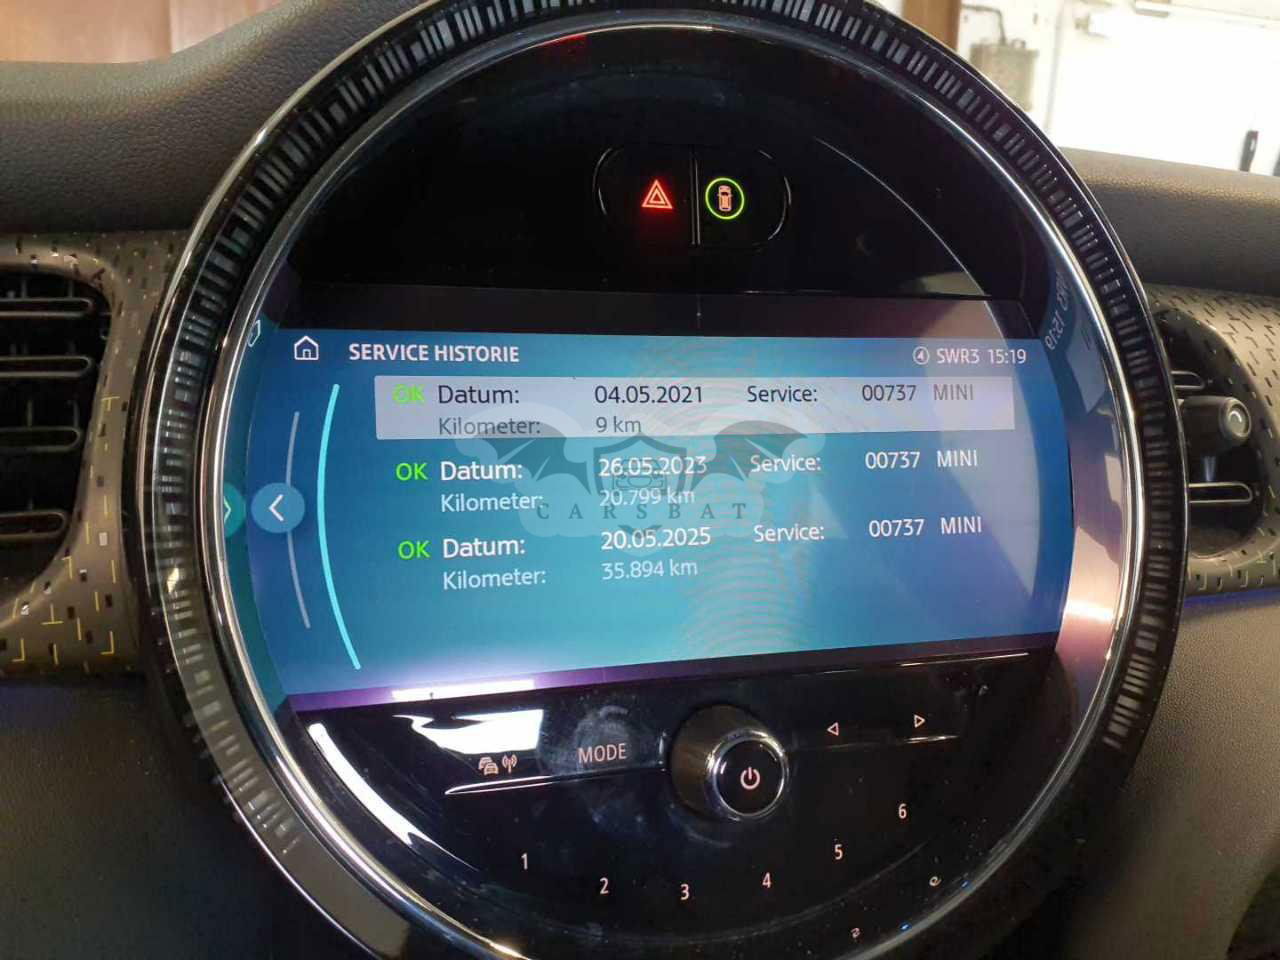 SERVICE HISTORIE SWR3 15:19
OK Datum: 04.05.2021 Service: 00737 MINI
Kilometer: 9 km
OK Datum: 26.05.2023 Service: 00737 MINI
Kilometer: 20.799 km
CARSBAT
OK Datum: 20.05.2025 Service: 00737 MINI
Kilometer: 35.894 km
MODE
1 2 3 4 5 6